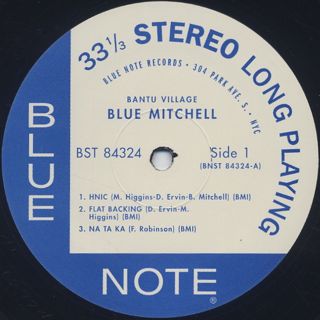 33 1/3 STEREO LONG PLAYING
BLUE NOTE RECORDS • 304 PARK AVE. S. • NYC
BANTU VILLAGE
BLUE MITCHELL
BST 84324 Side 1
(BNST 84324-A)
1. HNIC (M. Higgins-D. Ervin-B. Mitchell) (BMI)
2. FLAT BACKING (D. Ervin-M.
Higgins) (BMI)
3. NA TA KA (F. Robinson) (BMI)
BLUE
NOTE®